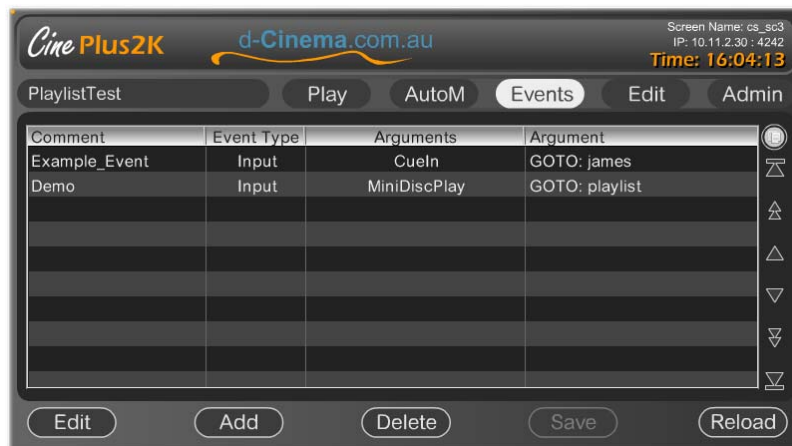 Cine Plus2K
d-Cinema.com.au
Screen Name: cs_sc3
IP: 10.11.2.30 : 4242
Time: 16:04:13
PlaylistTest Play AutoM Events Edit Admin
Comment Event Type Arguments Argument
Example_Event Input CueIn GOTO: james
Demo Input MiniDiscPlay GOTO: playlist
Edit Add Delete Save Reload